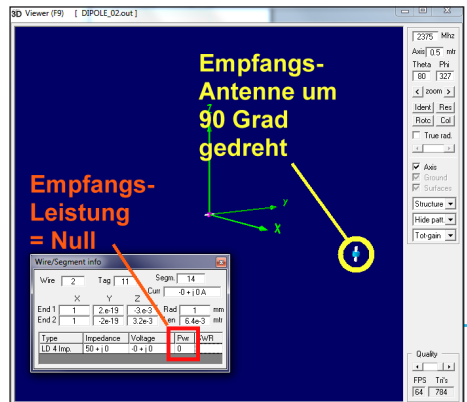 3D Viewer (F9) [ DIPOLE_02.out ]
2375 Mhz
Axis 0.5 mtr
Theta Phi
80 327
< zoom >
Ident Res
Rotc Col
True rad.
Axis
Ground
Surfaces
Structure
Hide patt.
Tot-gain
Quality
FPS Tri's
64 784
Empfangs-
Antenne um
90 Grad
gedreht
Z
y
X
Empfangs-
Leistung
= Null
Wire/Segment info
Wire 2 Tag 11 Segm. 14
Curr -0 + j 0 A
X Y Z
End 1 1 2.e-19 -3.e-3 Rad 1 mm
End 2 1 -2e-19 3.2e-3 Len 6.4e-3 mtr
Type Impedance Voltage Pwr SWR
LD 4 Imp. 50 + j 0 -0 + j 0 0